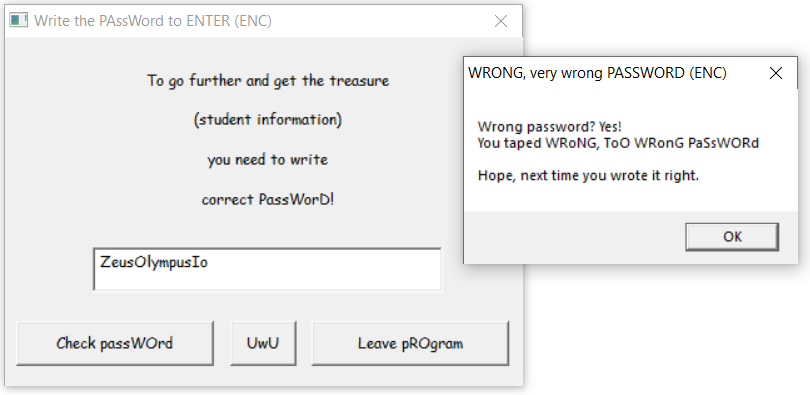 Write the PAssWord to ENTER (ENC)
To go further and get the treasure
(student information)
you need to write
correct PassWorD!
ZeusOlympusIo
Check passWOrd
UwU
Leave pROgram
WRONG, very wrong PASSWORD (ENC)
Wrong password? Yes!
You taped WRoNG, ToO WRonG PaSsWORd
Hope, next time you wrote it right.
OK